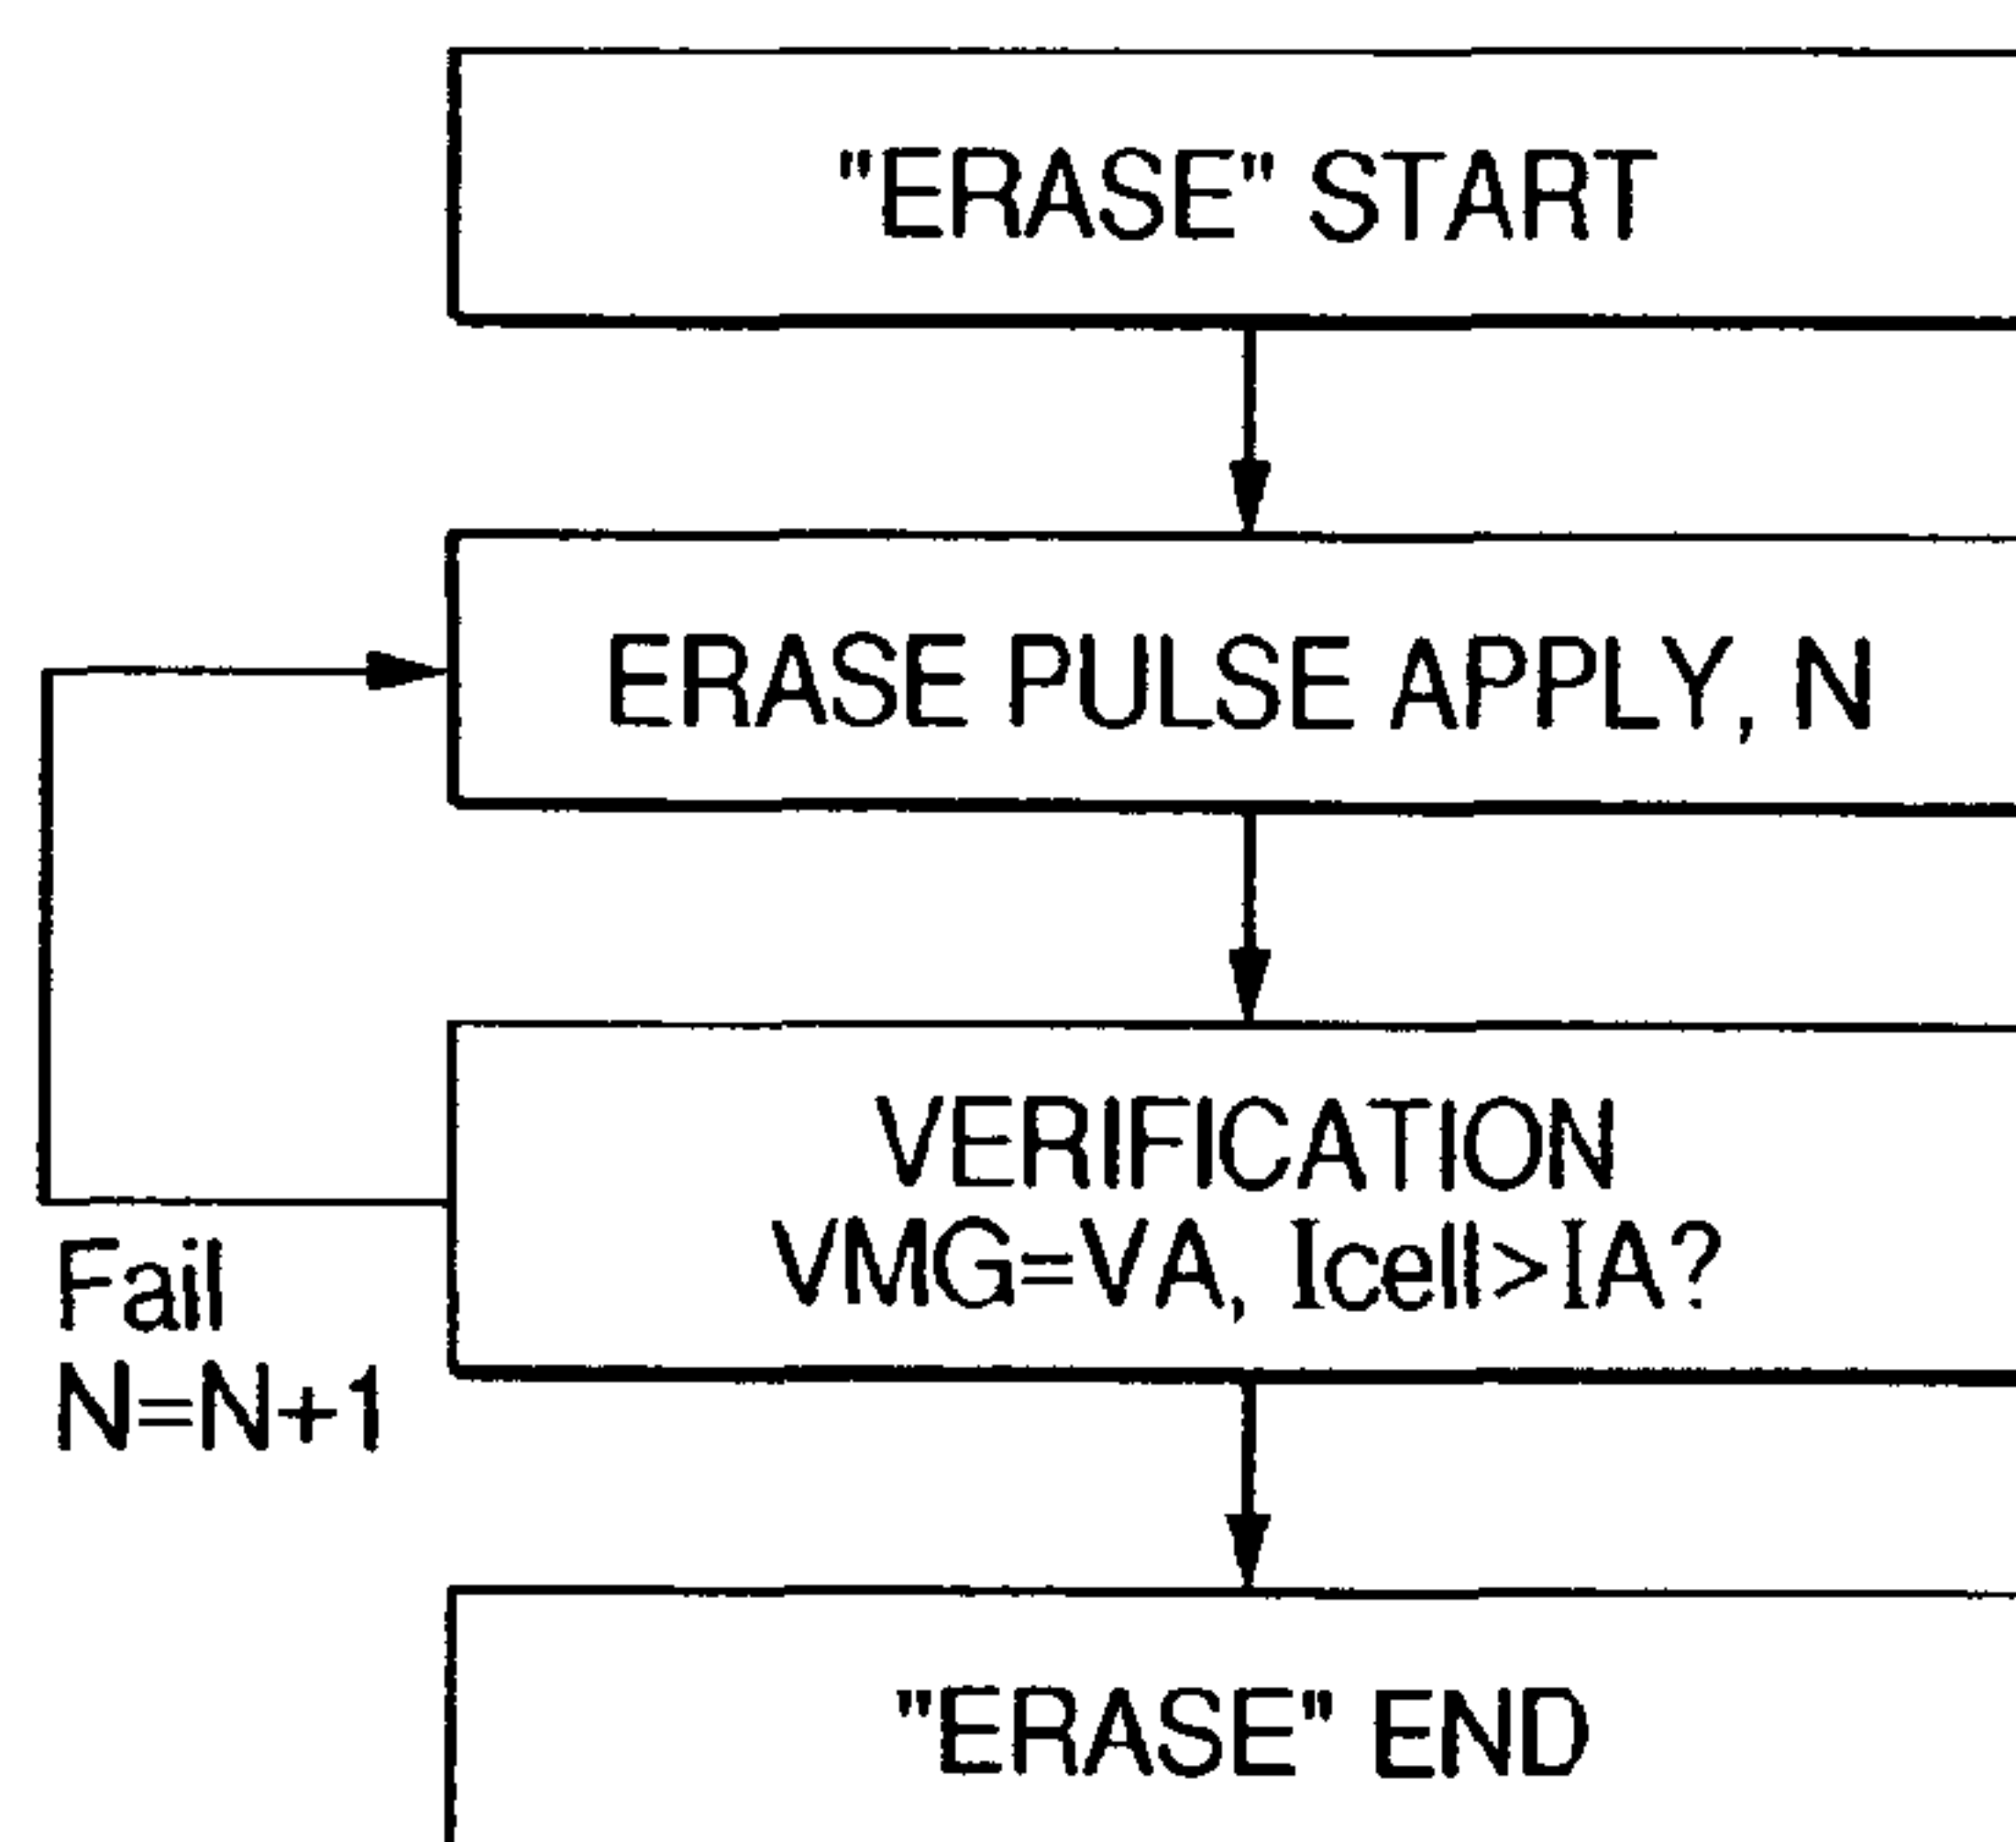 "ERASE" START
ERASE PULSE APPLY, N
VERIFICATION
VMG=VA, Icell>IA?
Fail
N=N+1
"ERASE" END